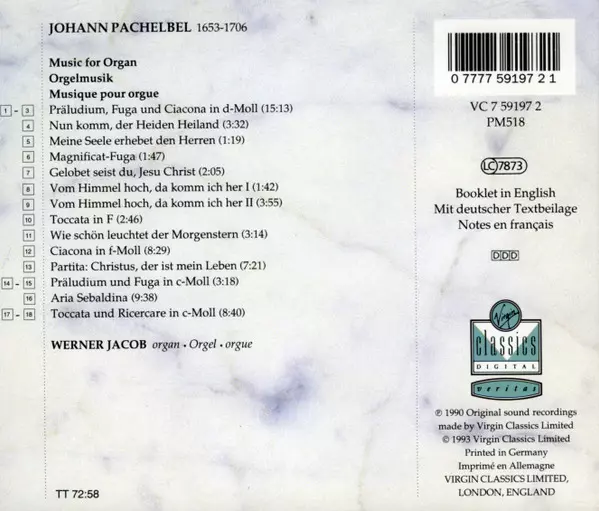 JOHANN PACHELBEL 1653-1706
Music for Organ
Orgelmusik
Musique pour orgue
1 - 3 Präludium, Fuga und Ciacona in d-Moll (15:13)
4 Nun komm, der Heiden Heiland (3:32)
5 Meine Seele erhebet den Herren (1:19)
6 Magnificat-Fuga (1:47)
7 Gelobet seist du, Jesu Christ (2:05)
8 Vom Himmel hoch, da komm ich her I (1:42)
9 Vom Himmel hoch, da komm ich her II (3:55)
10 Toccata in F (2:46)
11 Wie schön leuchtet der Morgenstern (3:14)
12 Ciacona in f-Moll (8:29)
13 Partita: Christus, der ist mein Leben (7:21)
14 - 15 Präludium und Fuga in c-Moll (3:18)
16 Aria Sebaldina (9:38)
17 - 18 Toccata und Ricercare in c-Moll (8:40)
WERNER JACOB organ · Orgel · orgue
TT 72:58
0 7777 59197 2 1
VC 7 59197 2
PM518
LC 7873
Booklet in English
Mit deutscher Textbeilage
Notes en français
DDD
Virgin
classics
DIGITAL
veritas
℗ 1990 Original sound recordings
made by Virgin Classics Limited
© 1993 Virgin Classics Limited
Printed in Germany
Imprimé en Allemagne
VIRGIN CLASSICS LIMITED,
LONDON, ENGLAND